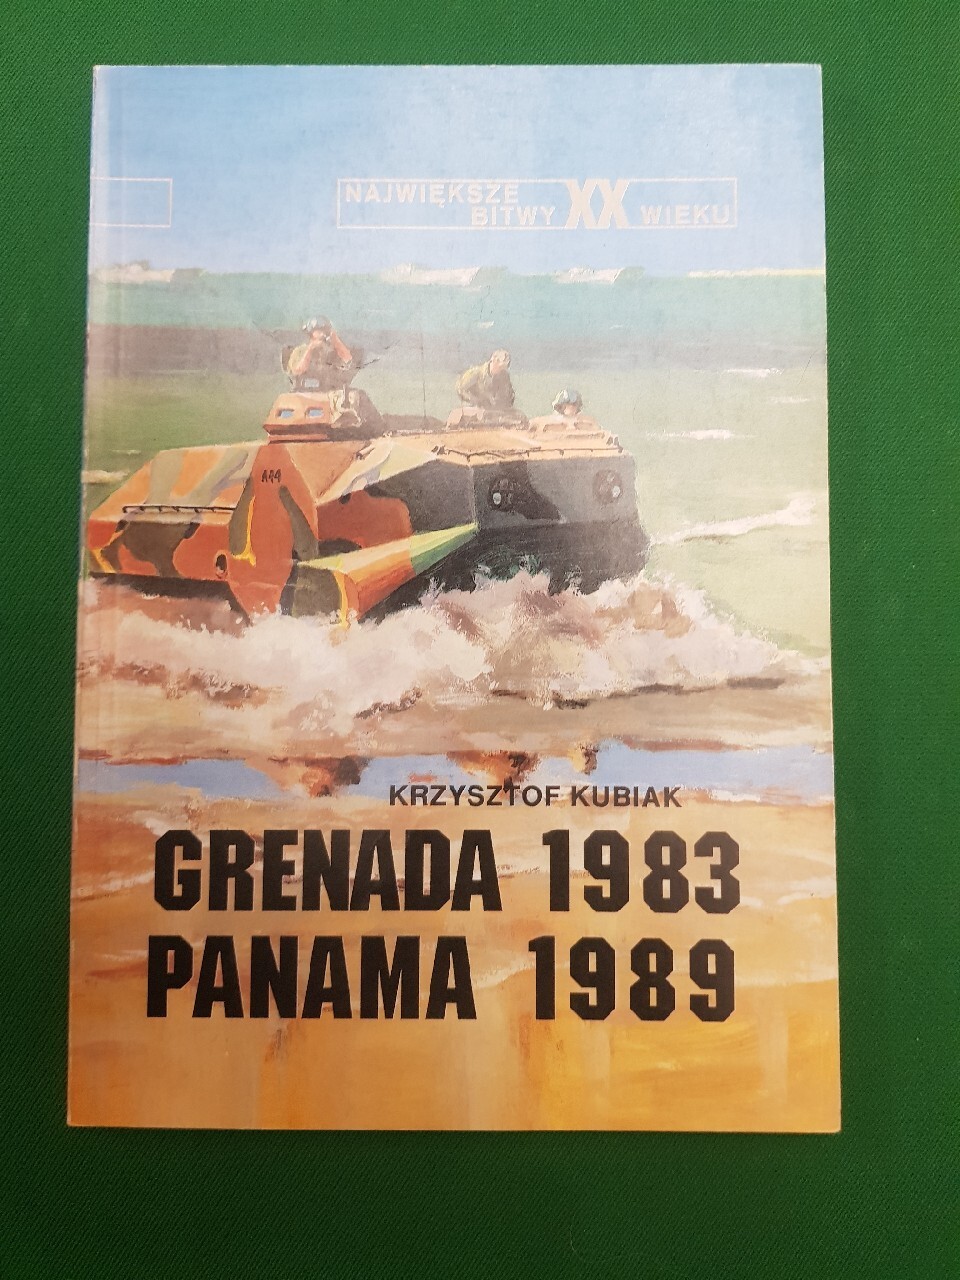 NAJWIĘKSZE
BITWY XX WIEKU
A44
KRZYSZTOF KUBIAK
GRENADA 1983
PANAMA 1989